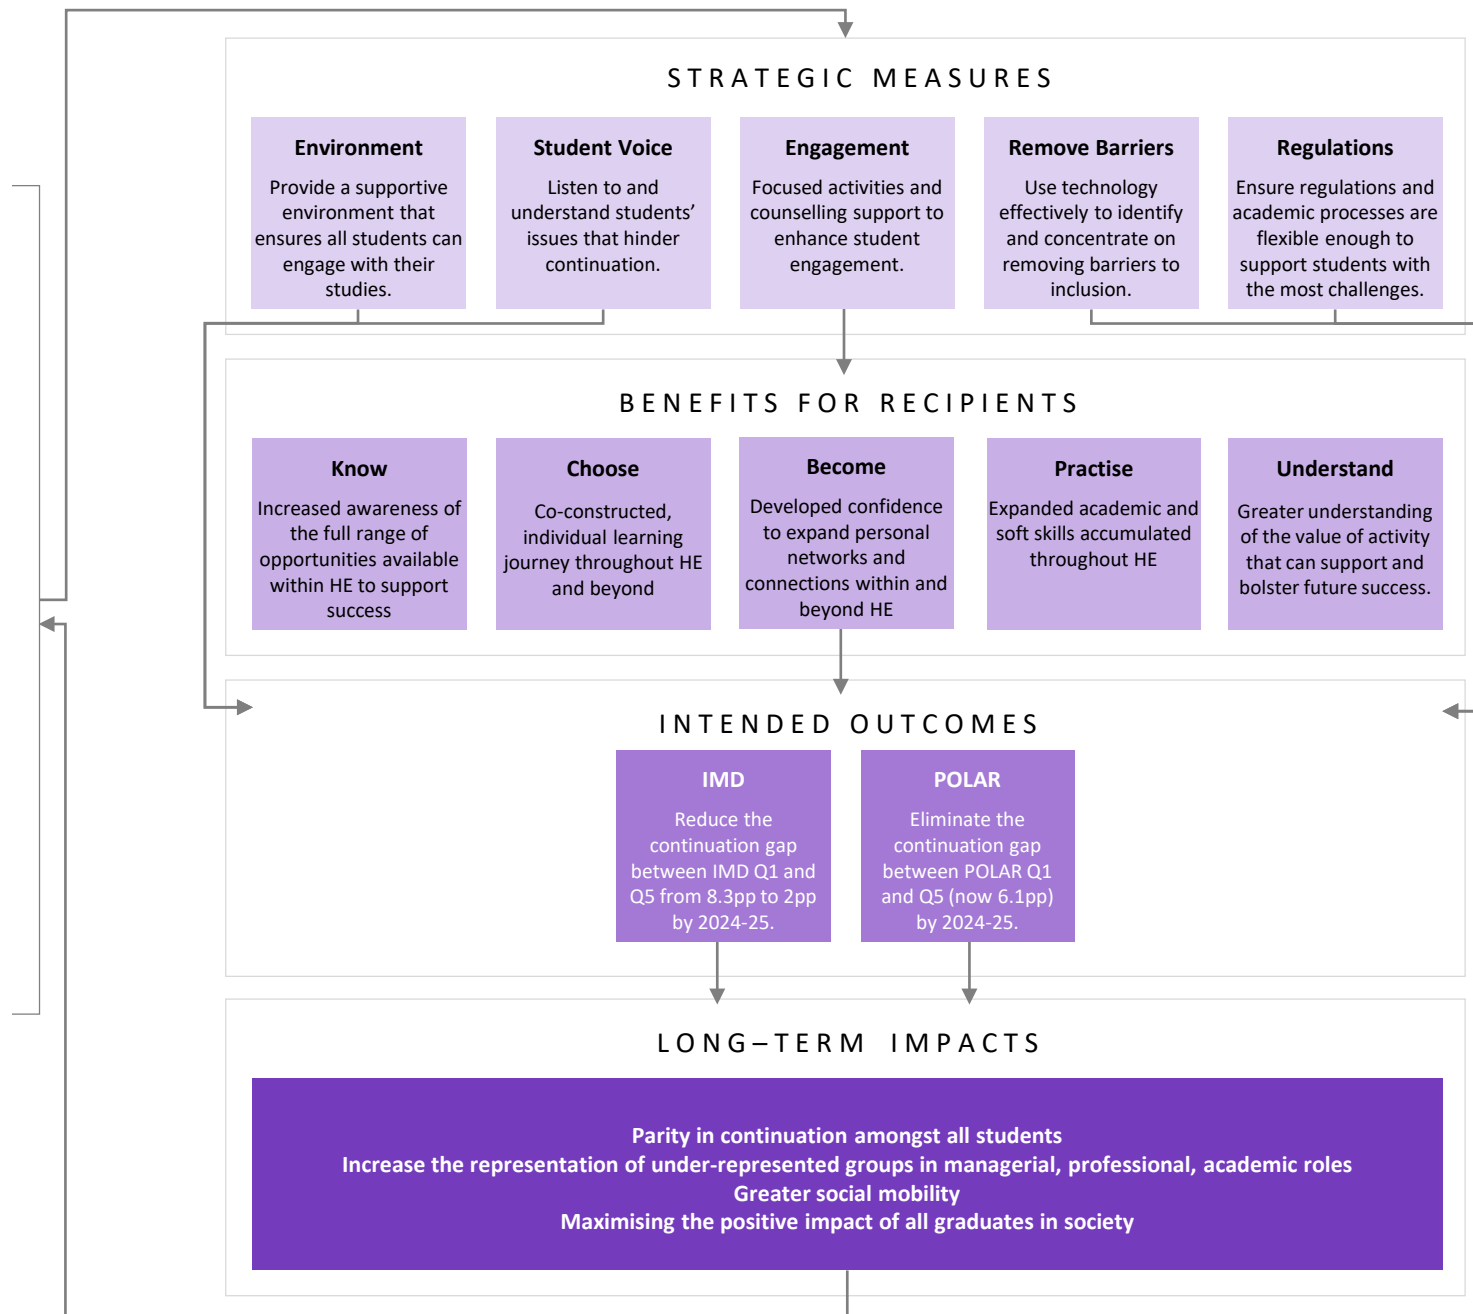 STRATEGIC MEASURES
Environment
Provide a supportive
environment that
ensures all students can
engage with their
studies.
Student Voice
Listen to and
understand students’
issues that hinder
continuation.
Engagement
Focused activities and
counselling support to
enhance student
engagement.
Remove Barriers
Use technology
effectively to identify
and concentrate on
removing barriers to
inclusion.
Regulations
Ensure regulations and
academic processes are
flexible enough to
support students with
the most challenges.
BENEFITS FOR RECIPIENTS
Know
Increased awareness of
the full range of
opportunities available
within HE to support
success
Choose
Co-constructed,
individual learning
journey throughout HE
and beyond
Become
Developed confidence
to expand personal
networks and
connections within and
beyond HE
Practise
Expanded academic and
soft skills accumulated
throughout HE
Understand
Greater understanding
of the value of activity
that can support and
bolster future success.
INTENDED OUTCOMES
IMD
Reduce the
continuation gap
between IMD Q1 and
Q5 from 8.3pp to 2pp
by 2024-25.
POLAR
Eliminate the
continuation gap
between POLAR Q1
and Q5 (now 6.1pp)
by 2024-25.
LONG–TERM IMPACTS
Parity in continuation amongst all students
Increase the representation of under-represented groups in managerial, professional, academic roles
Greater social mobility
Maximising the positive impact of all graduates in society